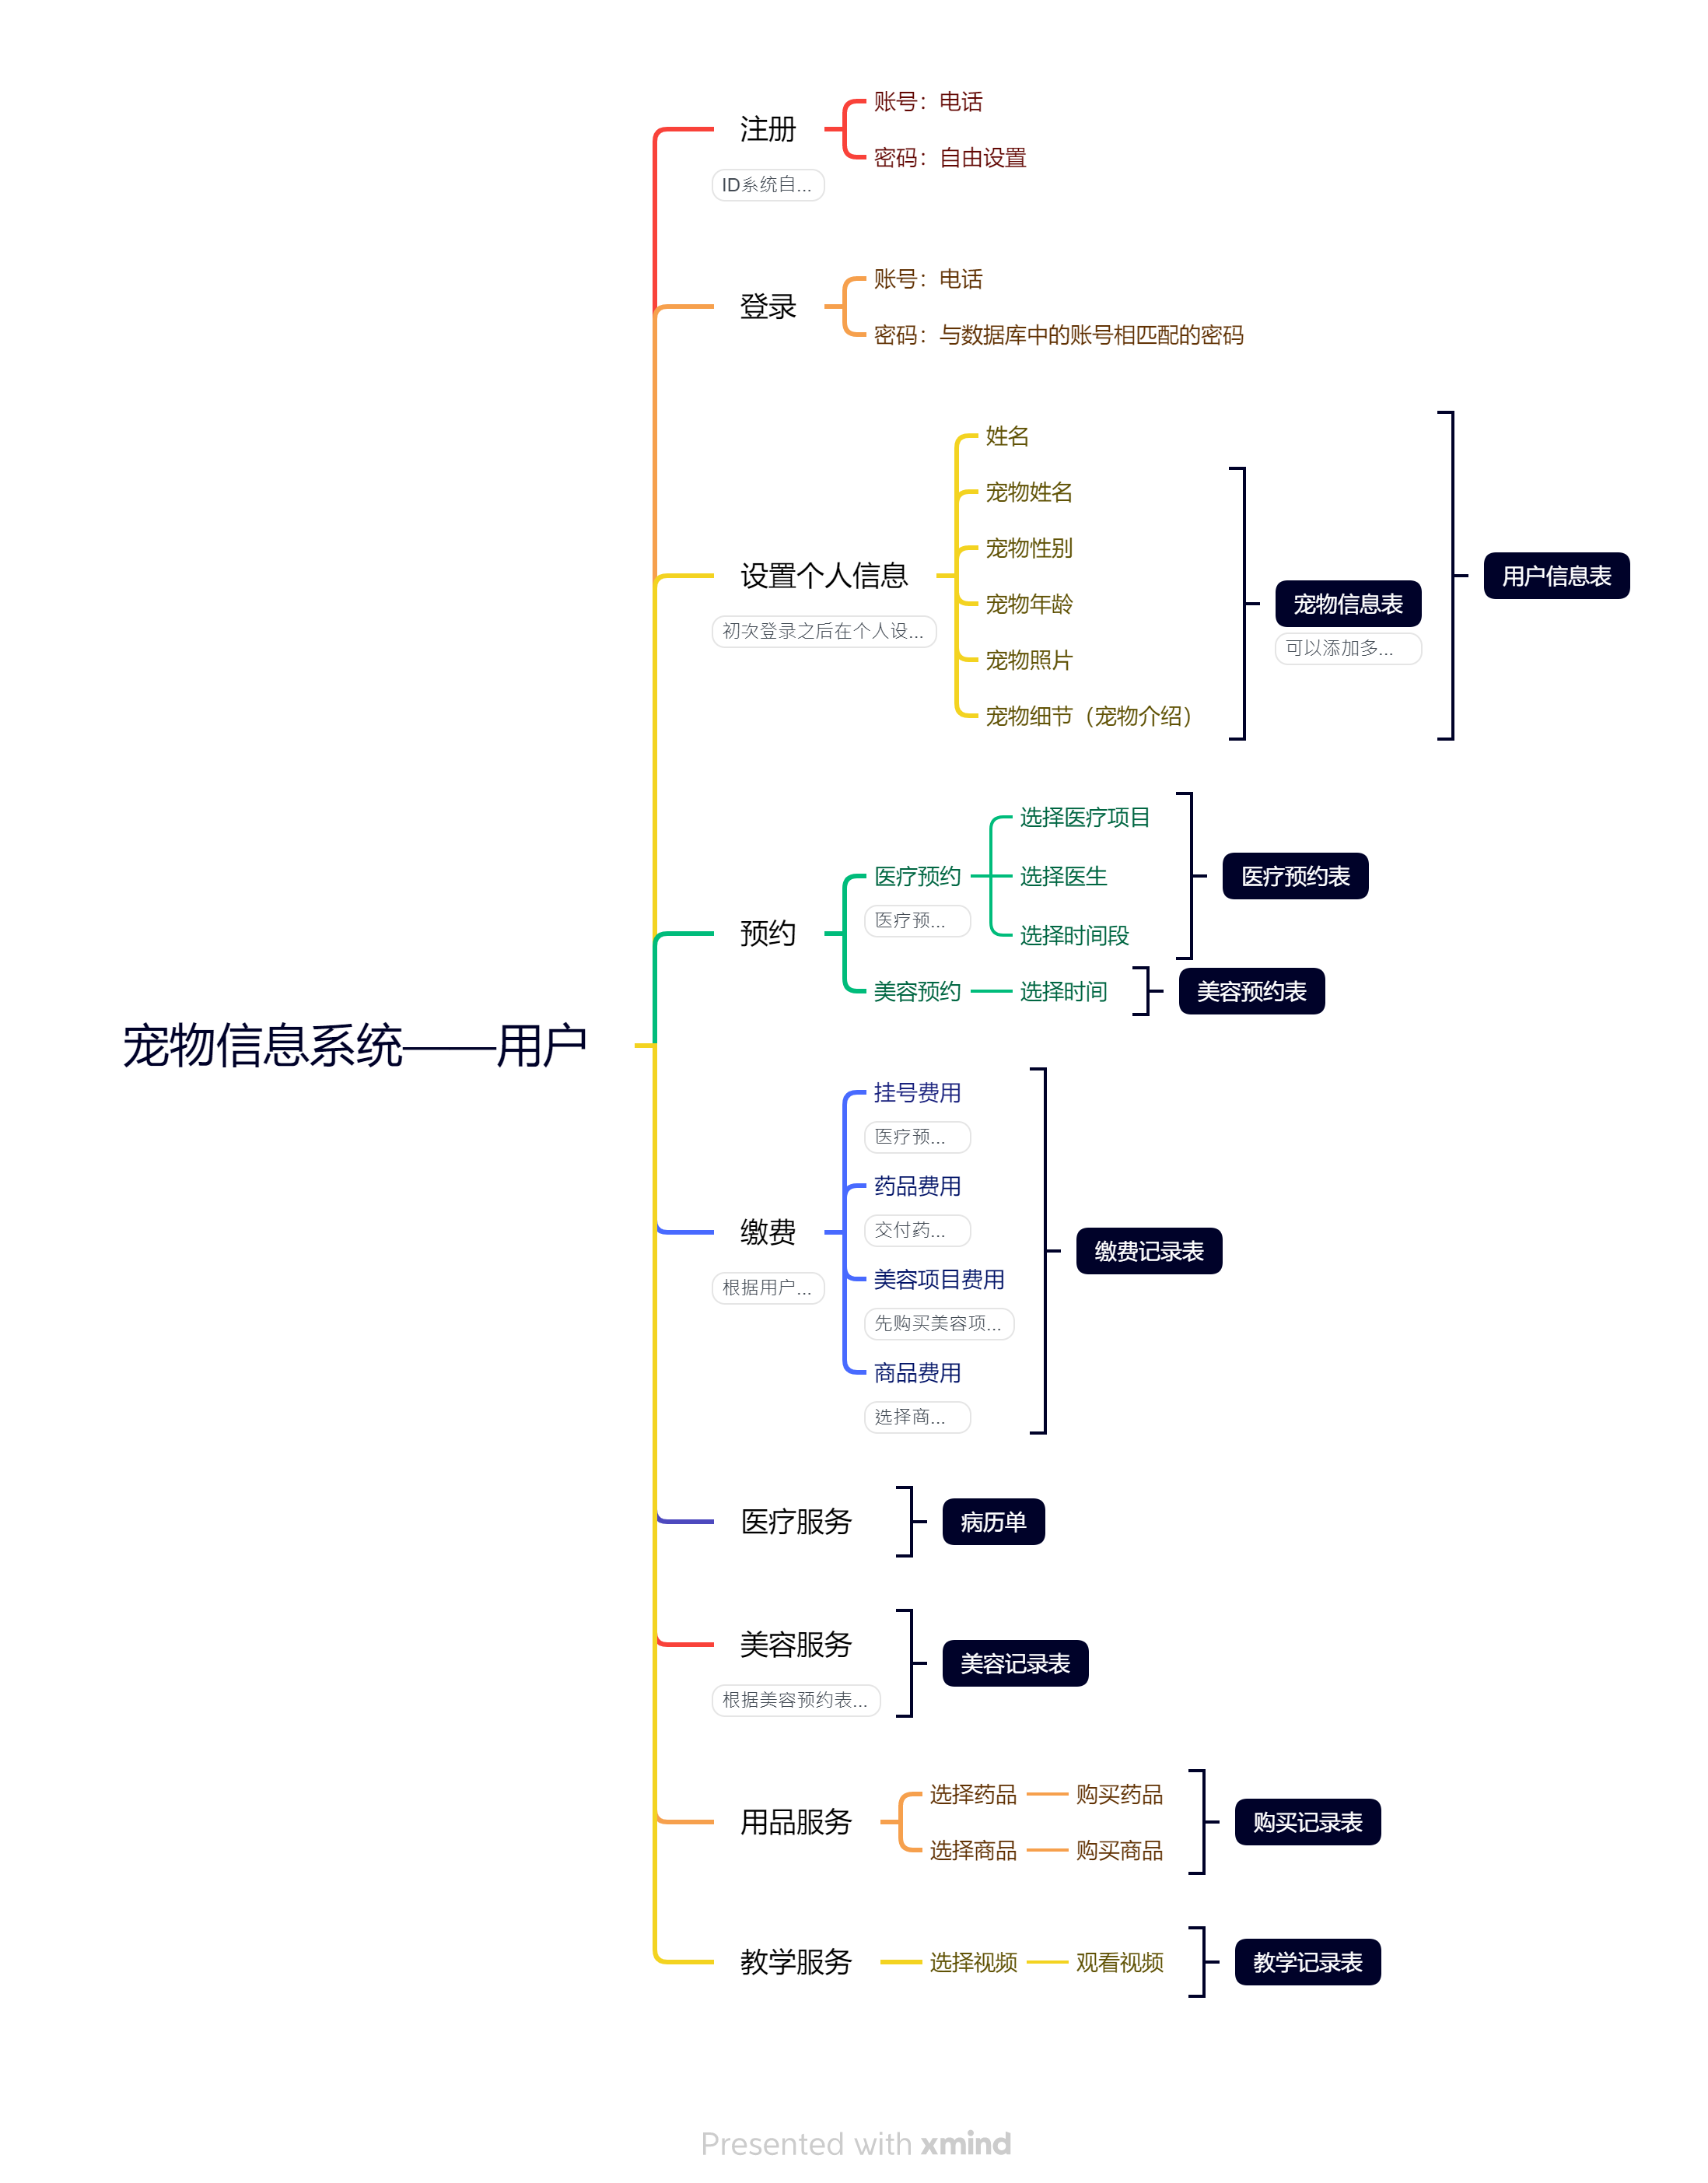 宠物信息系统——用户
注册
ID系统自...
账号：电话
密码：自由设置
登录
账号：电话
密码：与数据库中的账号相匹配的密码
设置个人信息
初次登录之后在个人设...
姓名
宠物姓名
宠物性别
宠物年龄
宠物照片
宠物细节（宠物介绍）
宠物信息表
可以添加多...
用户信息表
预约
医疗预约
医疗预...
选择医疗项目
选择医生
选择时间段
医疗预约表
美容预约
选择时间
美容预约表
缴费
根据用户...
挂号费用
医疗预...
药品费用
交付药...
美容项目费用
先购买美容项...
商品费用
选择商...
缴费记录表
医疗服务
病历单
美容服务
根据美容预约表...
美容记录表
用品服务
选择药品
购买药品
选择商品
购买商品
购买记录表
教学服务
选择视频
观看视频
教学记录表
Presented with xmind